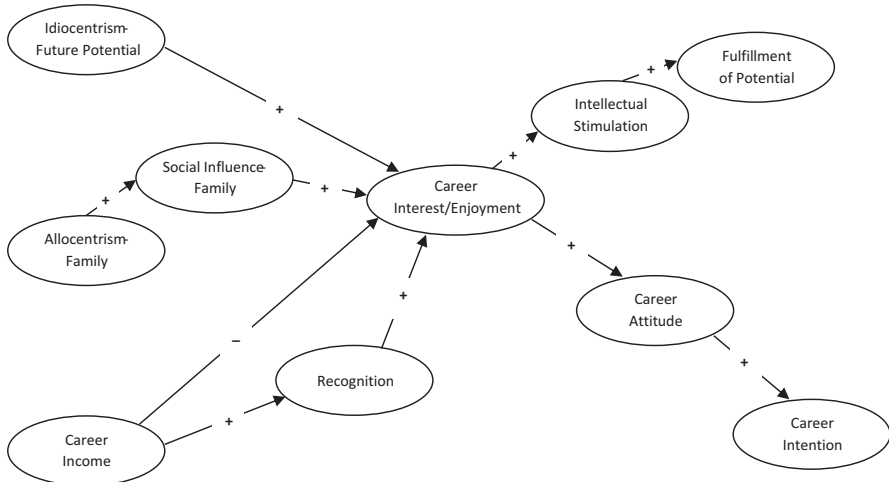 Idiocentrism-
Future Potential
+
Fulfillment
of Potential
+
Intellectual
Stimulation
+
Social Influence-
Family
+
+
Career
Interest/Enjoyment
Allocentrism-
Family
+
+
Career
Attitude
–
+
Recognition
+
Career
Income
Career
Intention